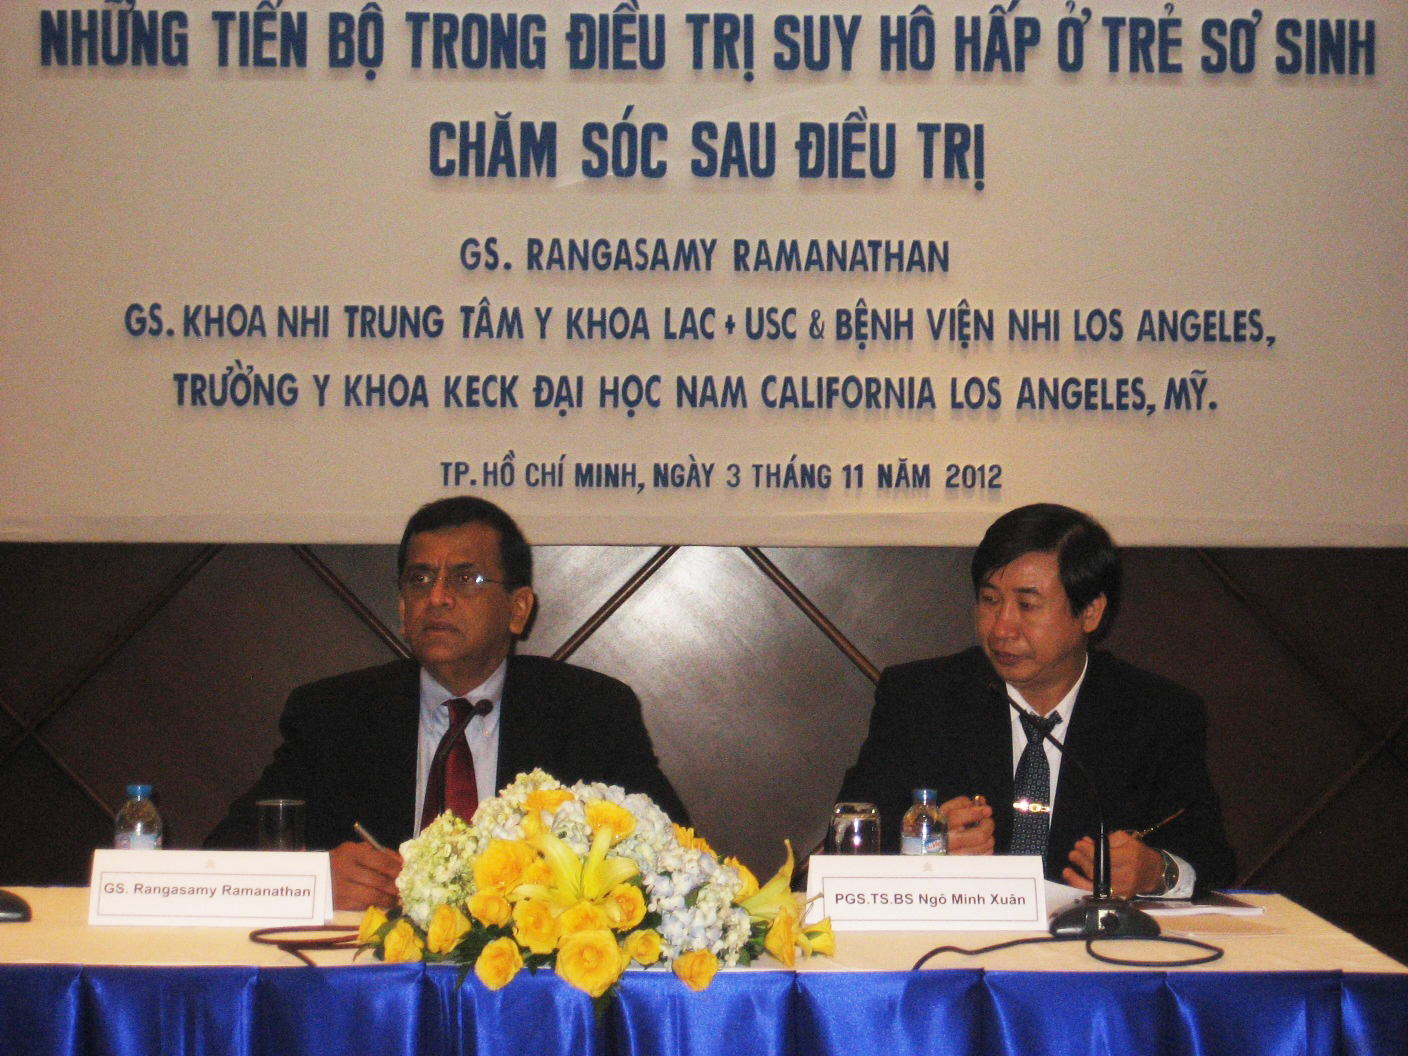 NHỮNG TIẾN BỘ TRONG ĐIỀU TRỊ SUY HÔ HẤP Ở TRẺ SƠ SINH
CHĂM SÓC SAU ĐIỀU TRỊ
GS. RANGASAMY RAMANATHAN
GS. KHOA NHI TRUNG TÂM Y KHOA LAC + USC & BỆNH VIỆN NHI LOS ANGELES,
TRƯỜNG Y KHOA KECK ĐẠI HỌC NAM CALIFORNIA LOS ANGELES, MỸ.
TP. HỒ CHÍ MINH, NGÀY 3 THÁNG 11 NĂM 2012
GS. Rangasamy Ramanathan
PGS.TS.BS Ngô Minh Xuân